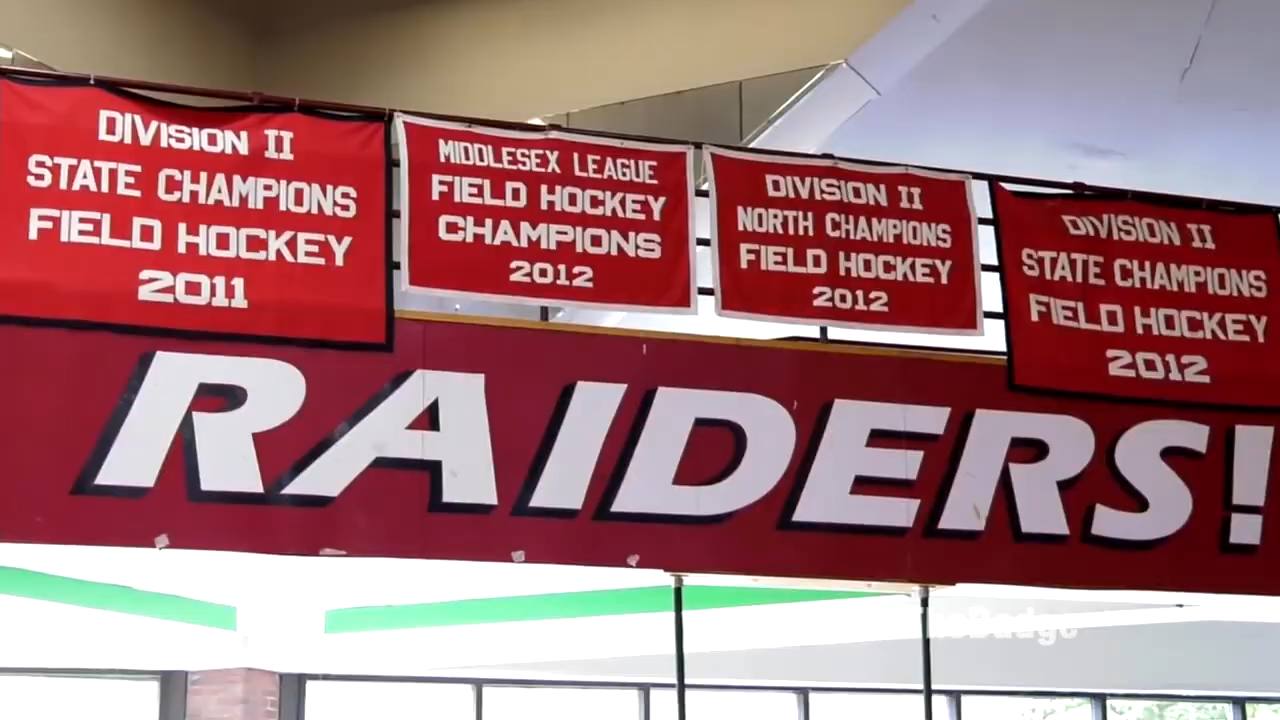 DIVISION II
STATE CHAMPIONS
FIELD HOCKEY
2011
MIDDLESEX LEAGUE
FIELD HOCKEY
CHAMPIONS
2012
DIVISION II
NORTH CHAMPIONS
FIELD HOCKEY
2012
DIVISION II
STATE CHAMPIONS
FIELD HOCKEY
2012
RAIDERS!